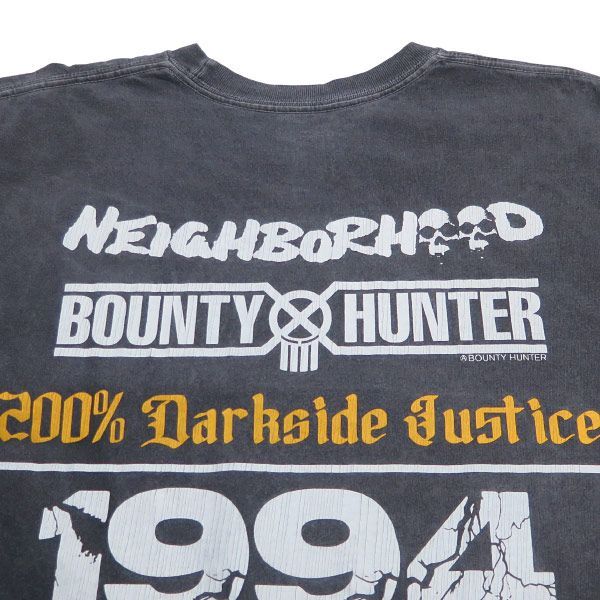 NEIGHBORHOOD
BOUNTY HUNTER
® BOUNTY HUNTER
200% Darkside Justice
1994